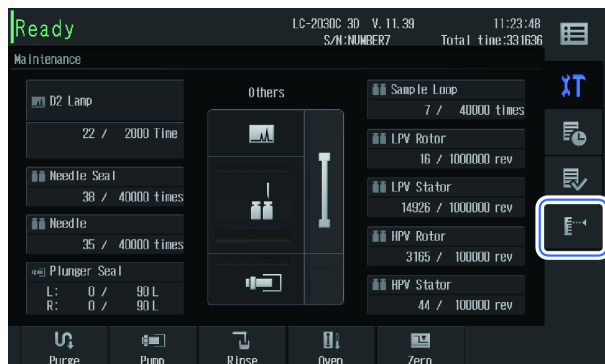 Ready
LC-2030C 3D V.11.39 11:23:48
S/N:NUMBER7 Total time:331636
Maintenance
D2 Lamp
22 / 2000 Time
Needle Seal
38 / 40000 times
Needle
35 / 40000 times
Plunger Seal
L: 0 / 90 L
R: 0 / 90 L
Others
Sample Loop
7 / 40000 times
LPV Rotor
16 / 1000000 rev
LPV Stator
14926 / 1000000 rev
HPV Rotor
3165 / 100000 rev
HPV Stator
44 / 100000 rev
Purge Pump Rinse Oven Zero